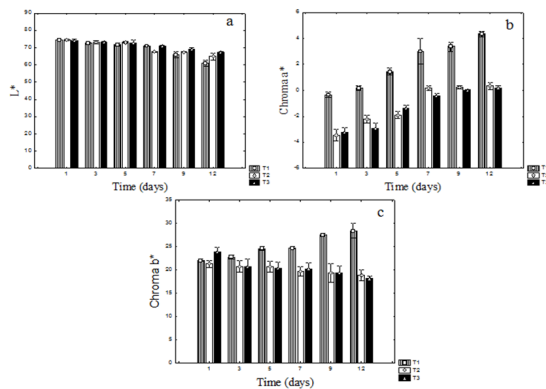 a
L*
90
80
70
60
50
40
30
20
10
0
1 3 5 7 9 12
Time (days)
T1
T2
T3
b
Chroma a*
6
4
2
0
-2
-4
-6
1 3 5 7 9 12
Time (days)
T1
T2
T3
c
Chroma b*
35
30
25
20
15
10
5
0
1 3 5 7 9 12
Time (days)
T1
T2
T3